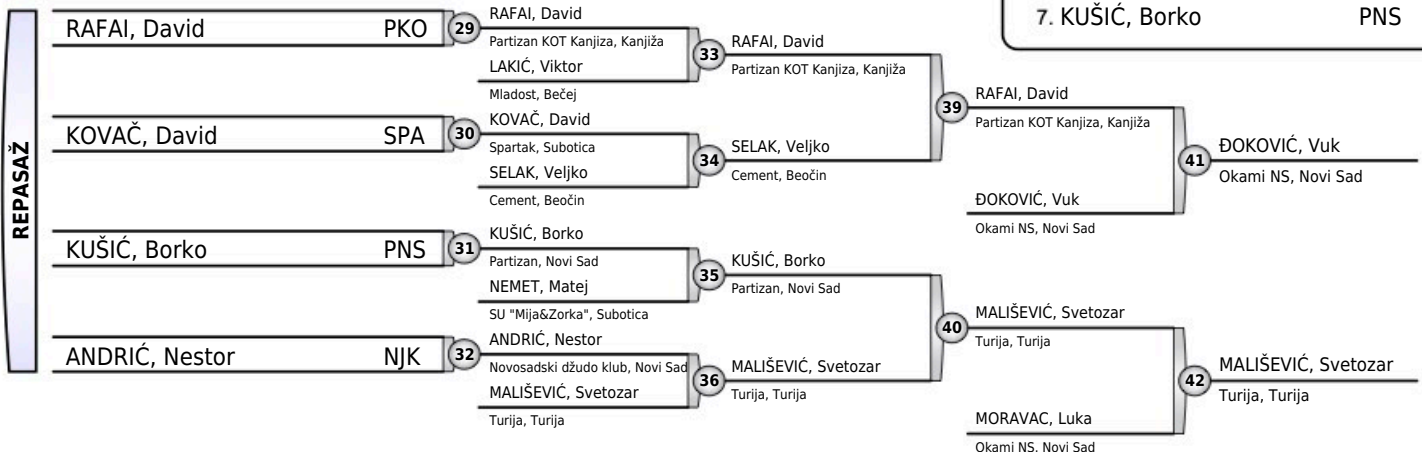 7. KUŠIĆ, Borko PNS
REPASAŽ
RAFAI, David PKO
29
RAFAI, David
Partizan KOT Kanjiza, Kanjiža
LAKIĆ, Viktor
Mladost, Bečej
33
RAFAI, David
Partizan KOT Kanjiza, Kanjiža
KOVAČ, David SPA
30
KOVAČ, David
Spartak, Subotica
SELAK, Veljko
Cement, Beočin
34
SELAK, Veljko
Cement, Beočin
39
RAFAI, David
Partizan KOT Kanjiza, Kanjiža
ĐOKOVIĆ, Vuk
Okami NS, Novi Sad
41
ĐOKOVIĆ, Vuk
Okami NS, Novi Sad
KUŠIĆ, Borko PNS
31
KUŠIĆ, Borko
Partizan, Novi Sad
NEMET, Matej
SU "Mija&Zorka", Subotica
35
KUŠIĆ, Borko
Partizan, Novi Sad
ANDRIĆ, Nestor NJK
32
ANDRIĆ, Nestor
Novosadski džudo klub, Novi Sad
MALIŠEVIĆ, Svetozar
Turija, Turija
36
MALIŠEVIĆ, Svetozar
Turija, Turija
40
MALIŠEVIĆ, Svetozar
Turija, Turija
MORAVAC, Luka
Okami NS, Novi Sad
42
MALIŠEVIĆ, Svetozar
Turija, Turija